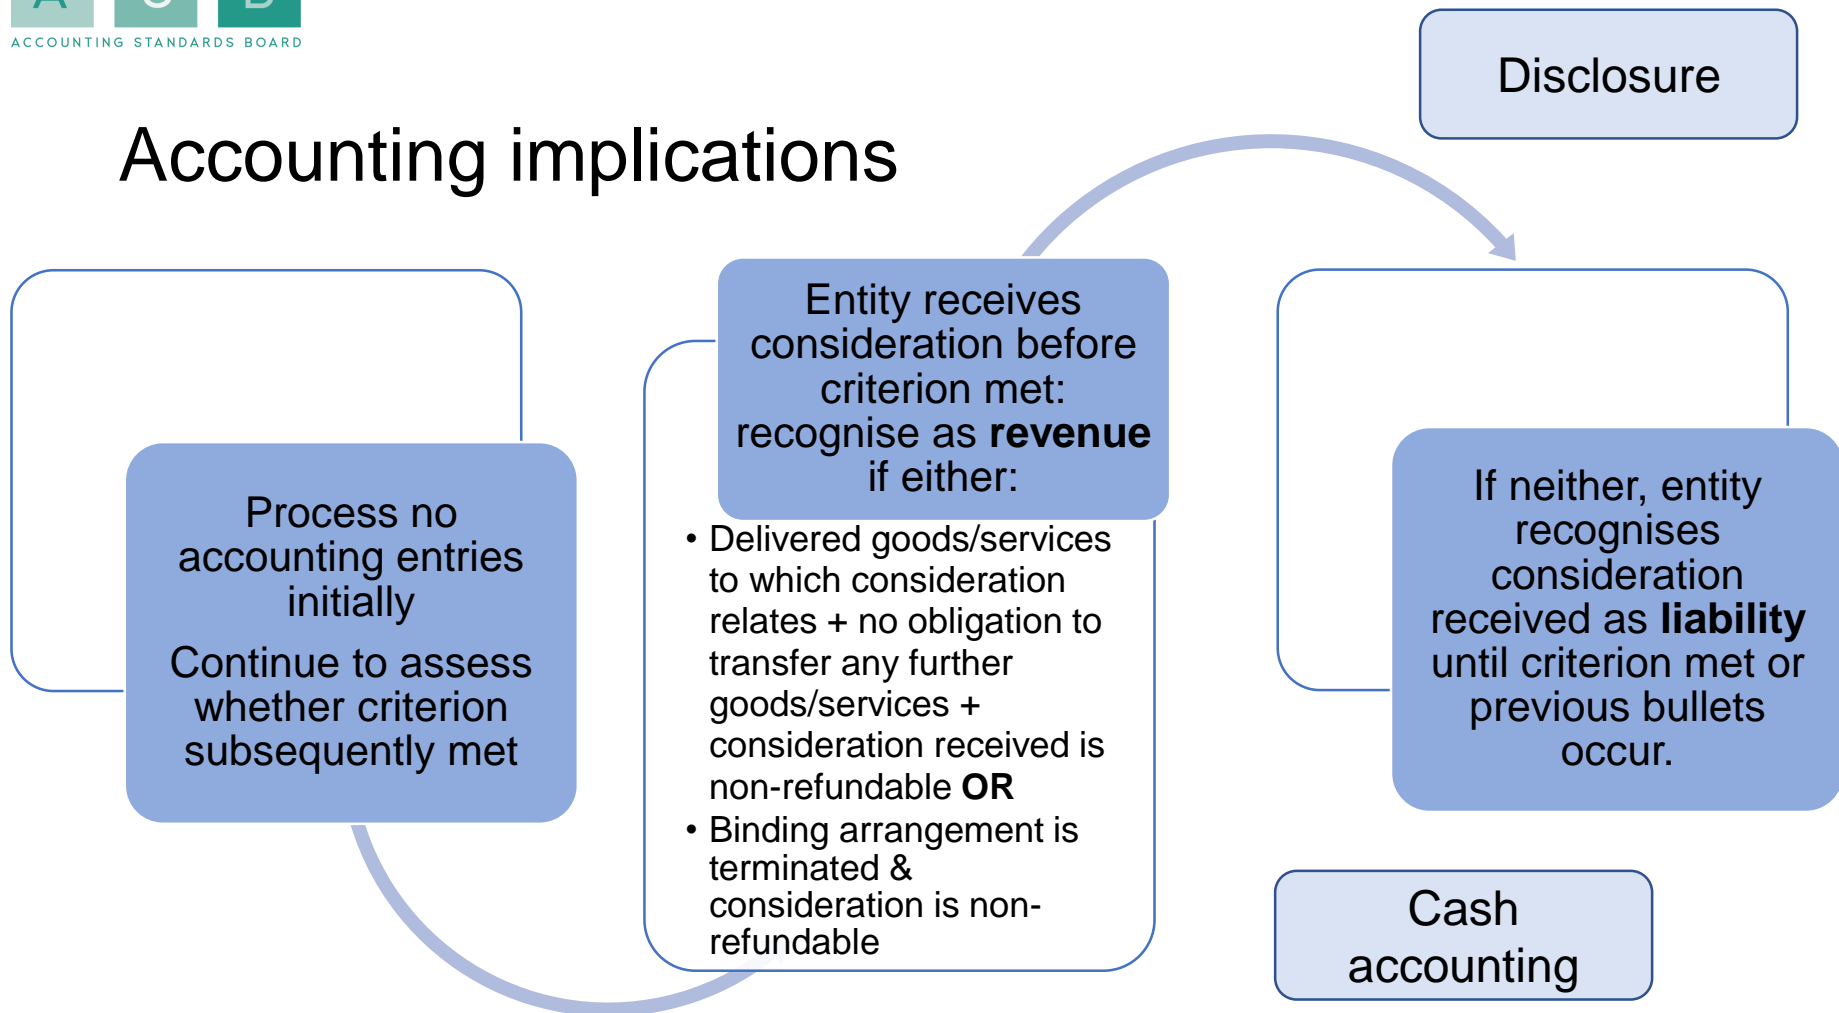 A S B
ACCOUNTING STANDARDS BOARD
Disclosure
Accounting implications
Process no
accounting entries
initially
Continue to assess
whether criterion
subsequently met
Entity receives
consideration before
criterion met:
recognise as revenue
if either:
• Delivered goods/services
to which consideration
relates + no obligation to
transfer any further
goods/services +
consideration received is
non-refundable OR
• Binding arrangement is
terminated &
consideration is non-
refundable
If neither, entity
recognises
consideration
received as liability
until criterion met or
previous bullets
occur.
Cash
accounting